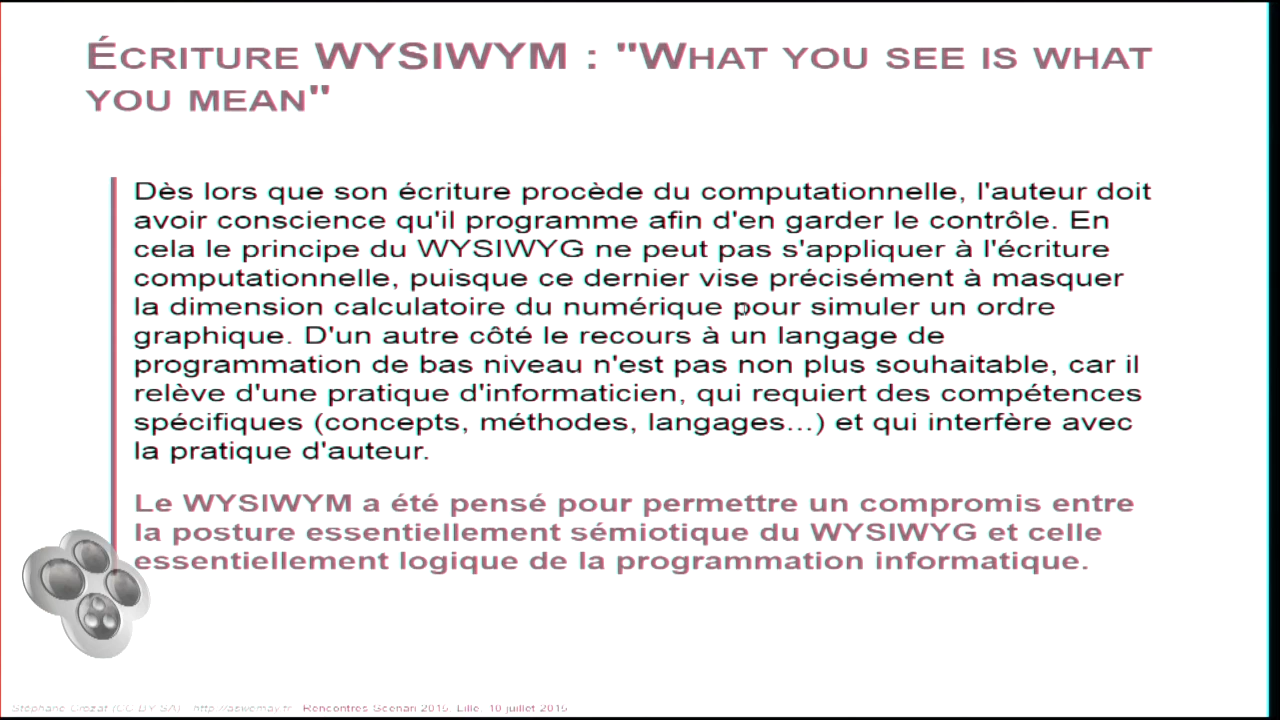 ÉCRITURE WYSIWYM : "WHAT YOU SEE IS WHAT
YOU MEAN"
Dès lors que son écriture procède du computationnelle, l'auteur doit
avoir conscience qu'il programme afin d'en garder le contrôle. En
cela le principe du WYSIWYG ne peut pas s'appliquer à l'écriture
computationnelle, puisque ce dernier vise précisément à masquer
la dimension calculatoire du numérique pour simuler un ordre
graphique. D'un autre côté le recours à un langage de
programmation de bas niveau n'est pas non plus souhaitable, car il
relève d'une pratique d'informaticien, qui requiert des compétences
spécifiques (concepts, méthodes, langages...) et qui interfère avec
la pratique d'auteur.
Le WYSIWYM a été pensé pour permettre un compromis entre
la posture essentiellement sémiotique du WYSIWYG et celle
essentiellement logique de la programmation informatique.
Stéphane Crozat (CC BY-SA) - http://aswemay.fr - Rencontres Scenari 2015, Lille, 10 juillet 2015